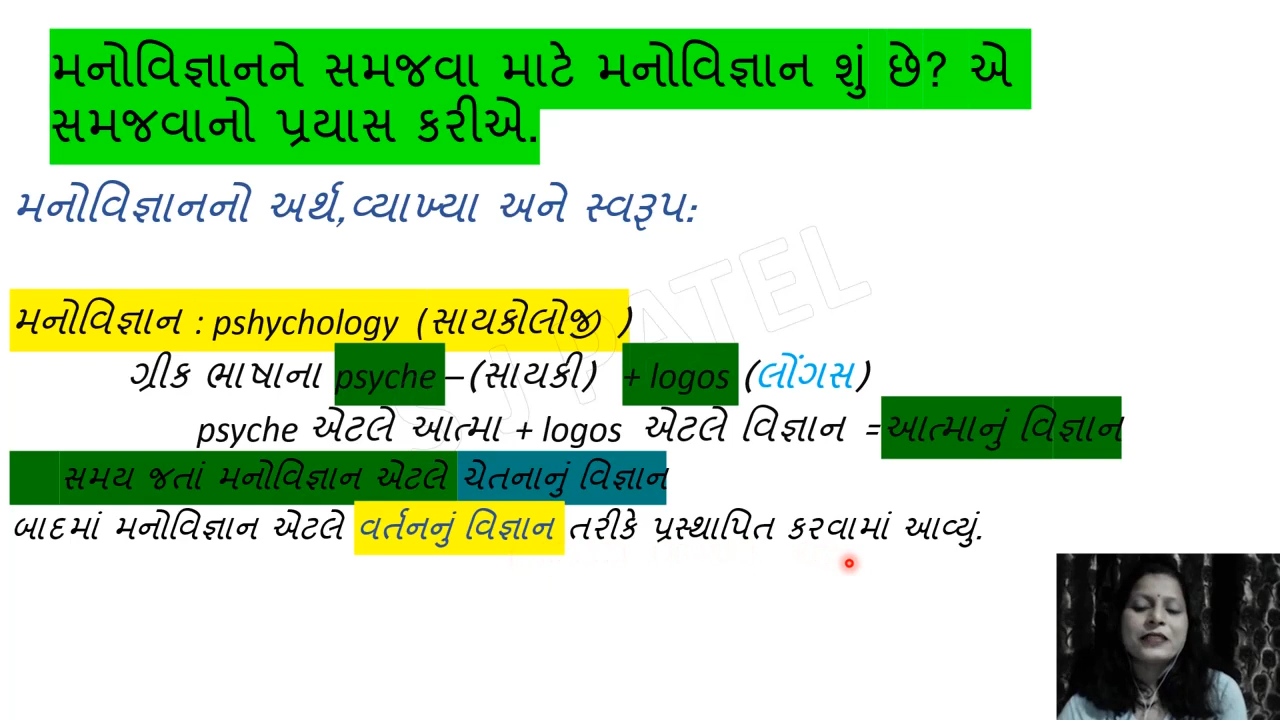 મનોવિજ્ઞાનને સમજવા માટે મનોવિજ્ઞાન શું છે? એ
સમજવાનો પ્રયાસ કરીએ.
મનોવિજ્ઞાનનો અર્થ,વ્યાખ્યા અને સ્વરૂપ:
મનોવિજ્ઞાન : pshychology (સાયકોલોજી )
ગ્રીક ભાષાના psyche –(સાયકી) + logos (લોંગસ)
psyche એટલે આત્મા + logos એટલે વિજ્ઞાન =આત્માનું વિજ્ઞાન
સમય જતાં મનોવિજ્ઞાન એટલે ચેતનાનું વિજ્ઞાન
બાદમાં મનોવિજ્ઞાન એટલે વર્તનનું વિજ્ઞાન તરીકે પ્રસ્થાપિત કરવામાં આવ્યું.
S J PATEL